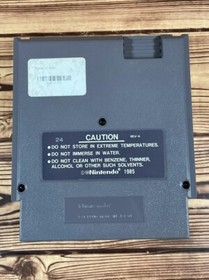 24 CAUTION REV-A
• DO NOT STORE IN EXTREME TEMPERATURES.
• DO NOT IMMERSE IN WATER.
• DO NOT CLEAN WITH BENZENE, THINNER,
ALCOHOL OR OTHER SUCH SOLVENTS.
©Nintendo® 1985